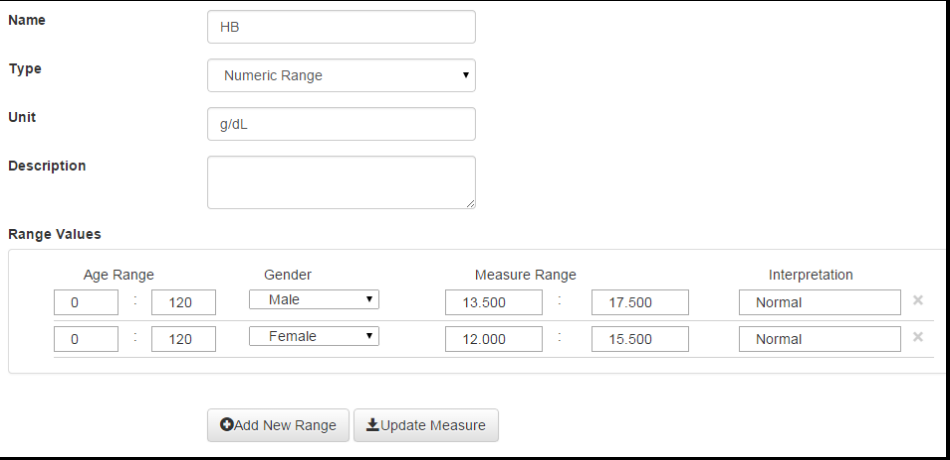 Name HB
Type Numeric Range
Unit g/dL
Description
Range Values
Age Range Gender Measure Range Interpretation
0 : 120 Male 13.500 : 17.500 Normal ×
0 : 120 Female 12.000 : 15.500 Normal ×
Add New Range Update Measure